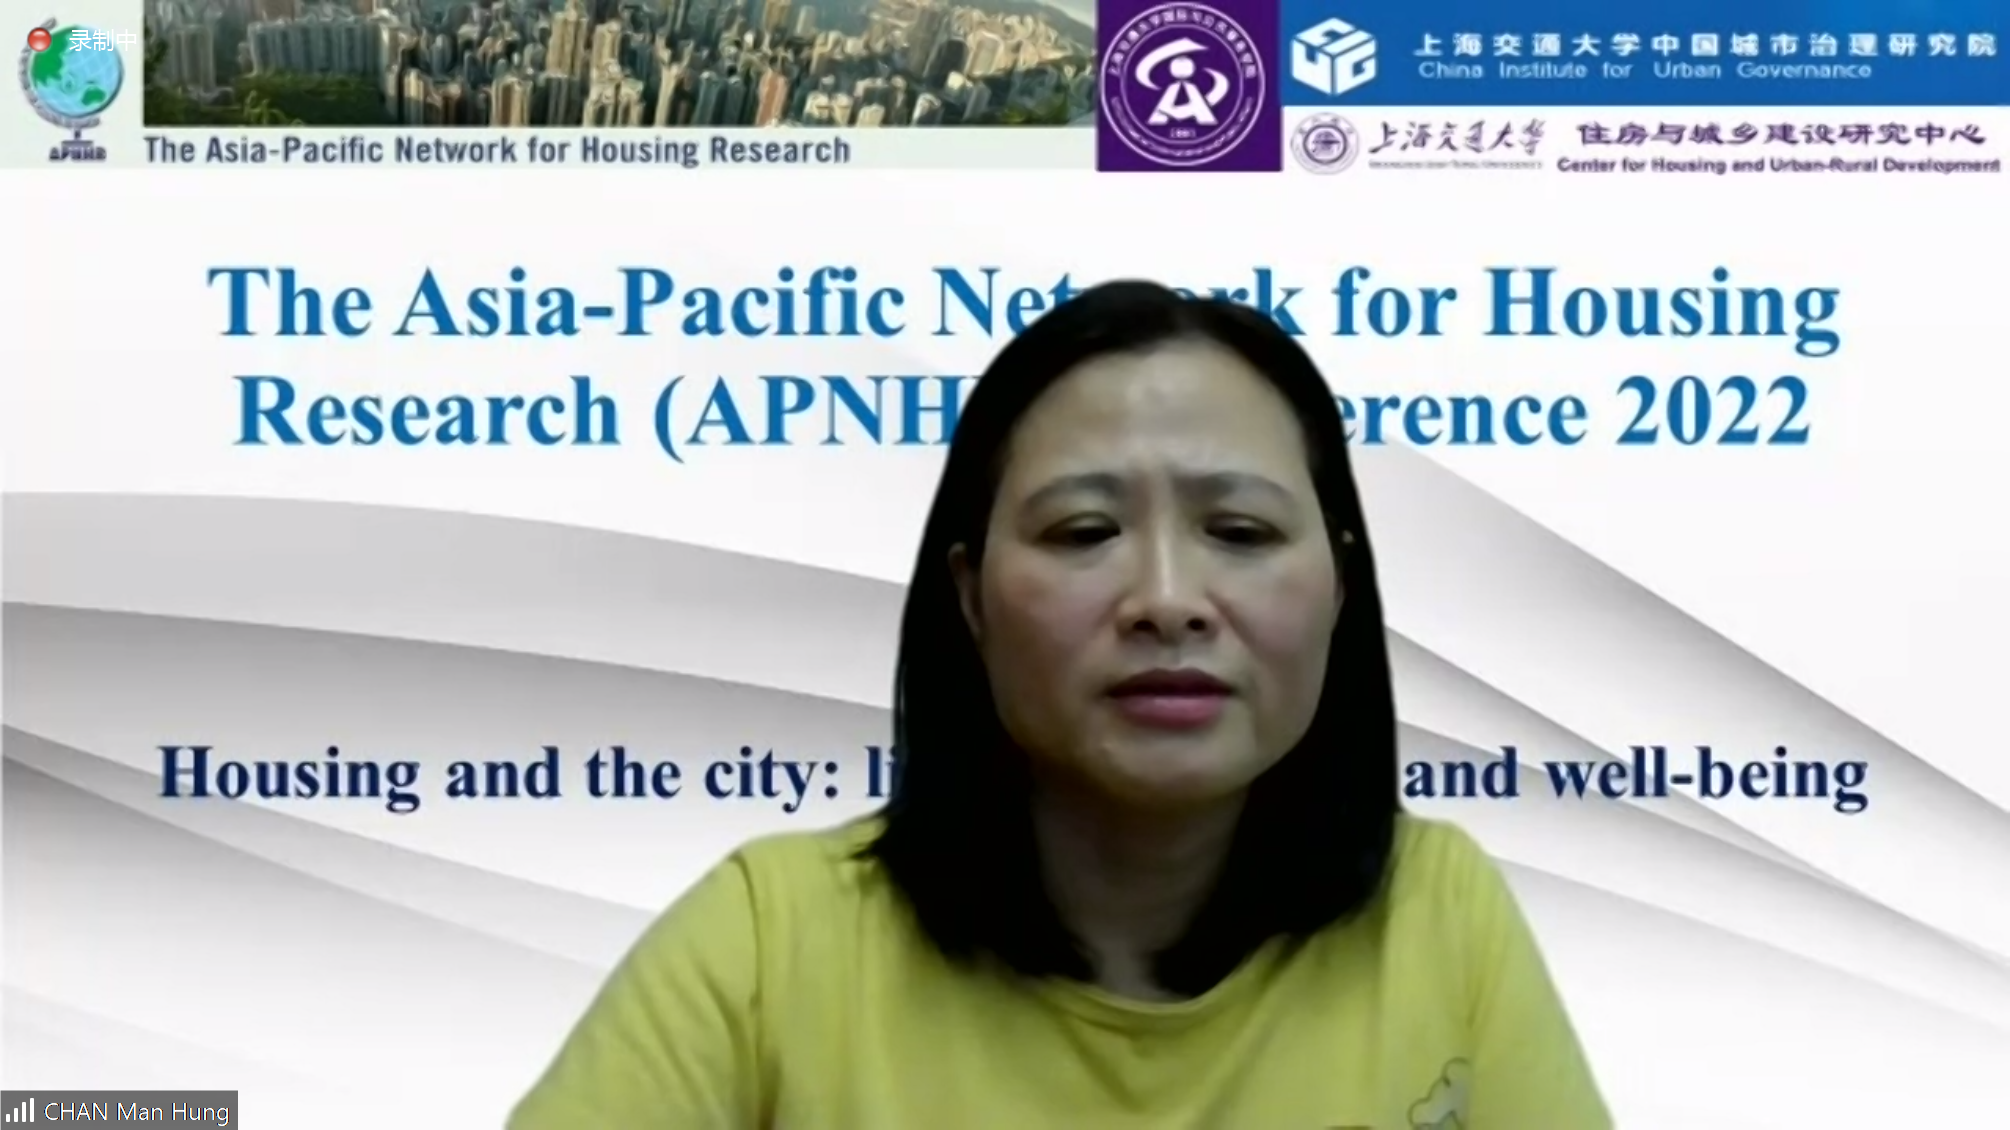 录制中
APNHR
The Asia-Pacific Network for Housing Research
上海交通大学中国城市治理研究院
China Institute for Urban Governance
上海交通大学 住房与城乡建设研究中心
Center for Housing and Urban-Rural Development
The Asia-Pacific Ne rk for Housing
Research (APNH erence 2022
Housing and the city: li and well-being
CHAN Man Hung